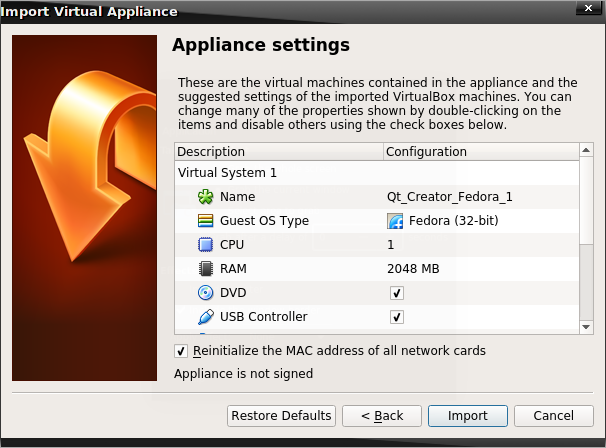 Import Virtual Appliance
Appliance settings
These are the virtual machines contained in the appliance and the
suggested settings of the imported VirtualBox machines. You can
change many of the properties shown by double-clicking on the
items and disable others using the check boxes below.
Description Configuration
Virtual System 1
Name Qt_Creator_Fedora_1
Guest OS Type Fedora (32-bit)
CPU 1
RAM 2048 MB
DVD
USB Controller
Reinitialize the MAC address of all network cards
Appliance is not signed
Restore Defaults < Back Import Cancel